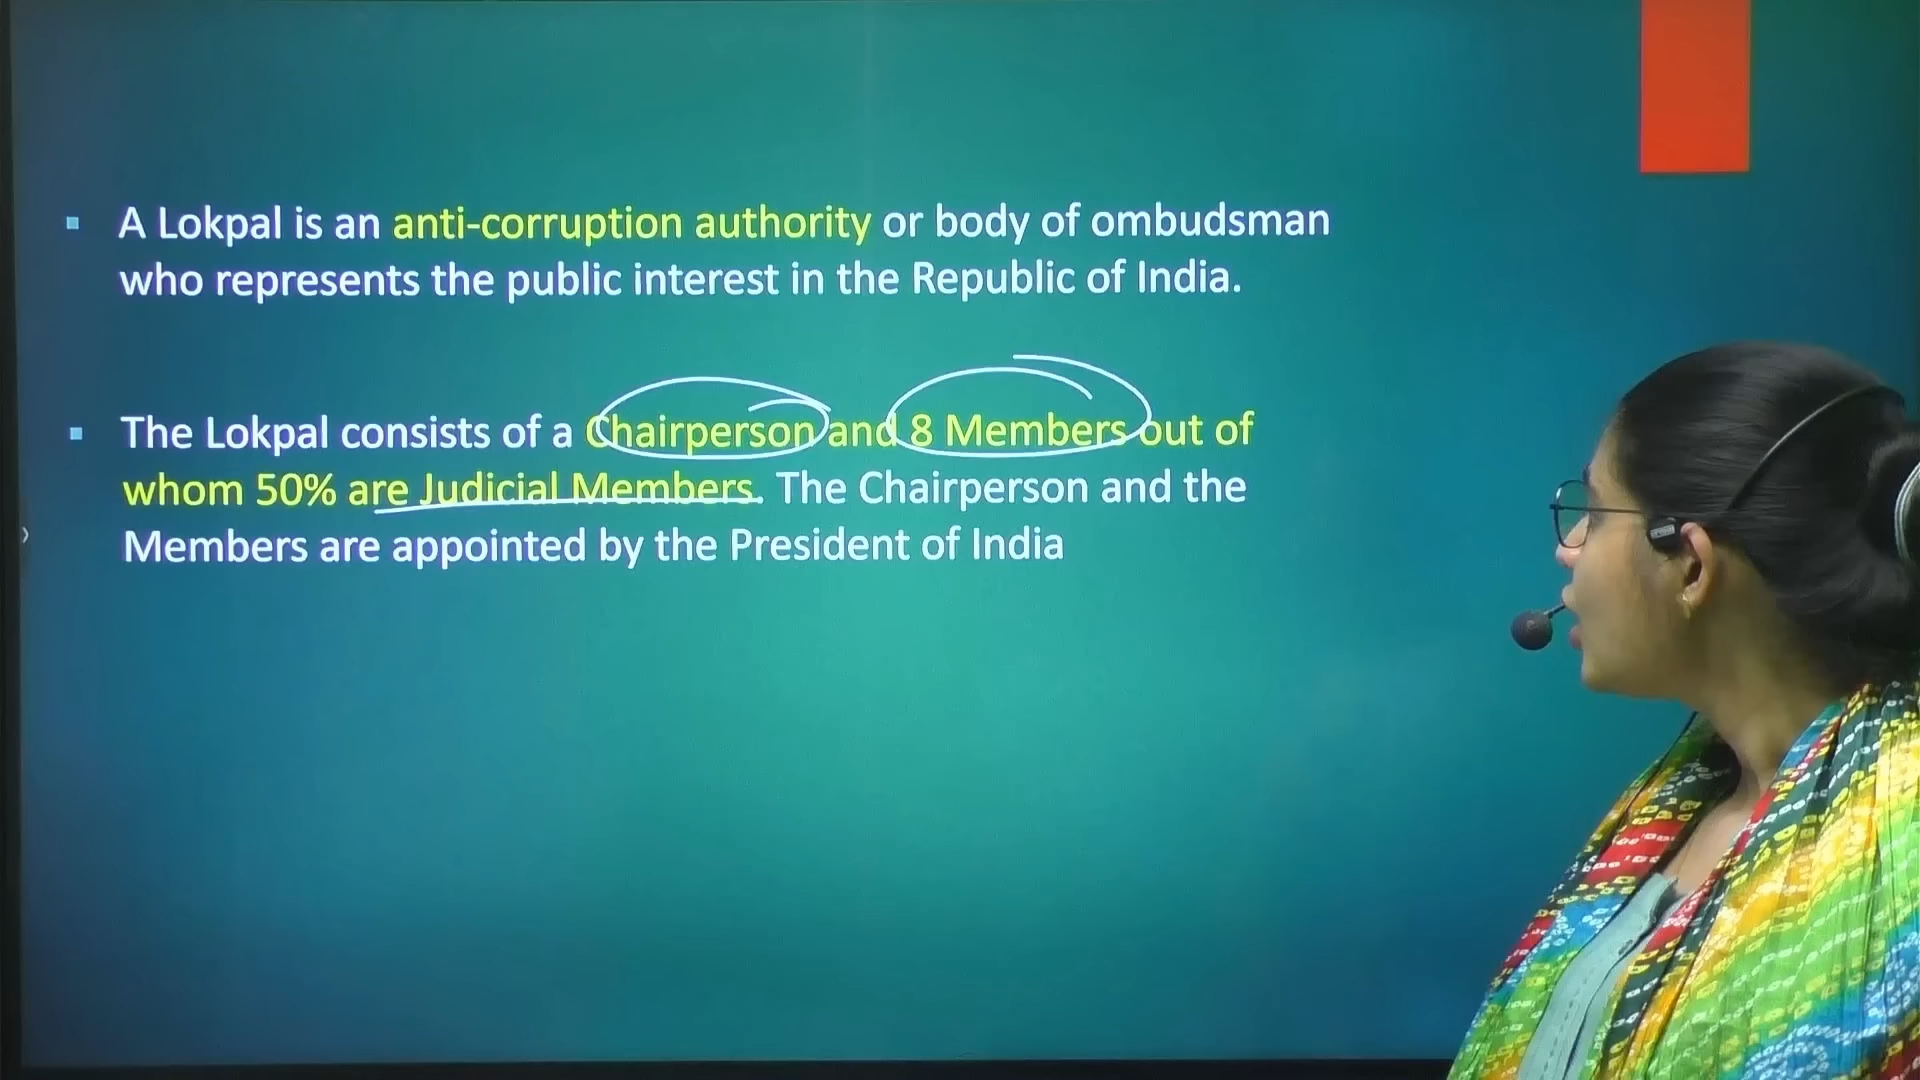 A Lokpal is an anti-corruption authority or body of ombudsman
who represents the public interest in the Republic of India.
The Lokpal consists of a Chairperson and 8 Members out of
whom 50% are Judicial Members. The Chairperson and the
Members are appointed by the President of India